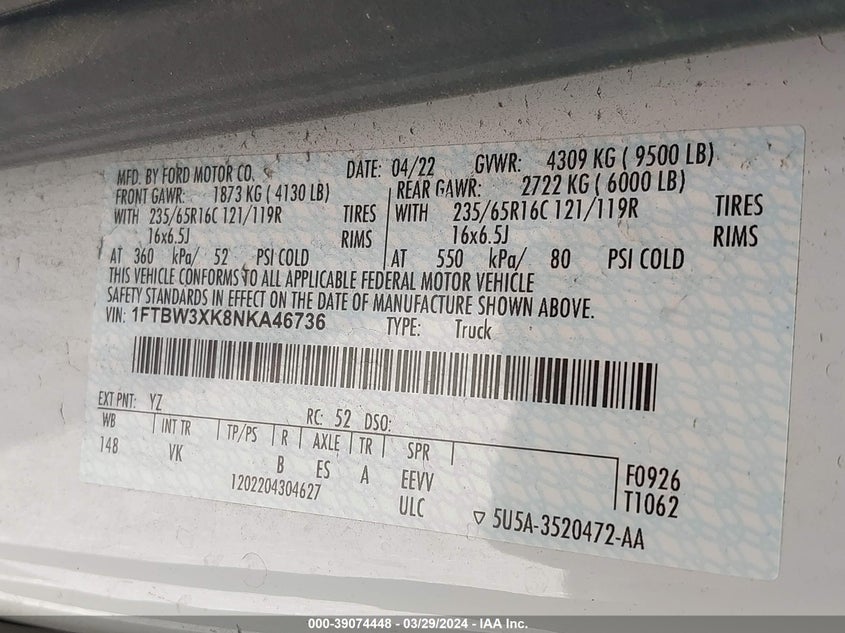 MFD. BY FORD MOTOR CO. DATE: 04/22 GVWR: 4309 KG ( 9500 LB)
FRONT GAWR: 1873 KG ( 4130 LB) REAR GAWR: 2722 KG ( 6000 LB)
WITH 235/65R16C 121/119R TIRES WITH 235/65R16C 121/119R TIRES
16x6.5J RIMS 16x6.5J RIMS
AT 360 kPa/ 52 PSI COLD AT 550 kPa/ 80 PSI COLD
THIS VEHICLE CONFORMS TO ALL APPLICABLE FEDERAL MOTOR VEHICLE
SAFETY STANDARDS IN EFFECT ON THE DATE OF MANUFACTURE SHOWN ABOVE.
VIN: 1FTBW3XK8NKA46736 TYPE: Truck
EXT PNT: YZ RC: 52 DSO:
WB INT TR TP/PS R AXLE TR SPR
148 VK B ES A EEVV F0926
1202204304627 ULC T1062
▽ 5U5A-3520472-AA
000-39074448 - 03/29/2024 - IAA Inc.